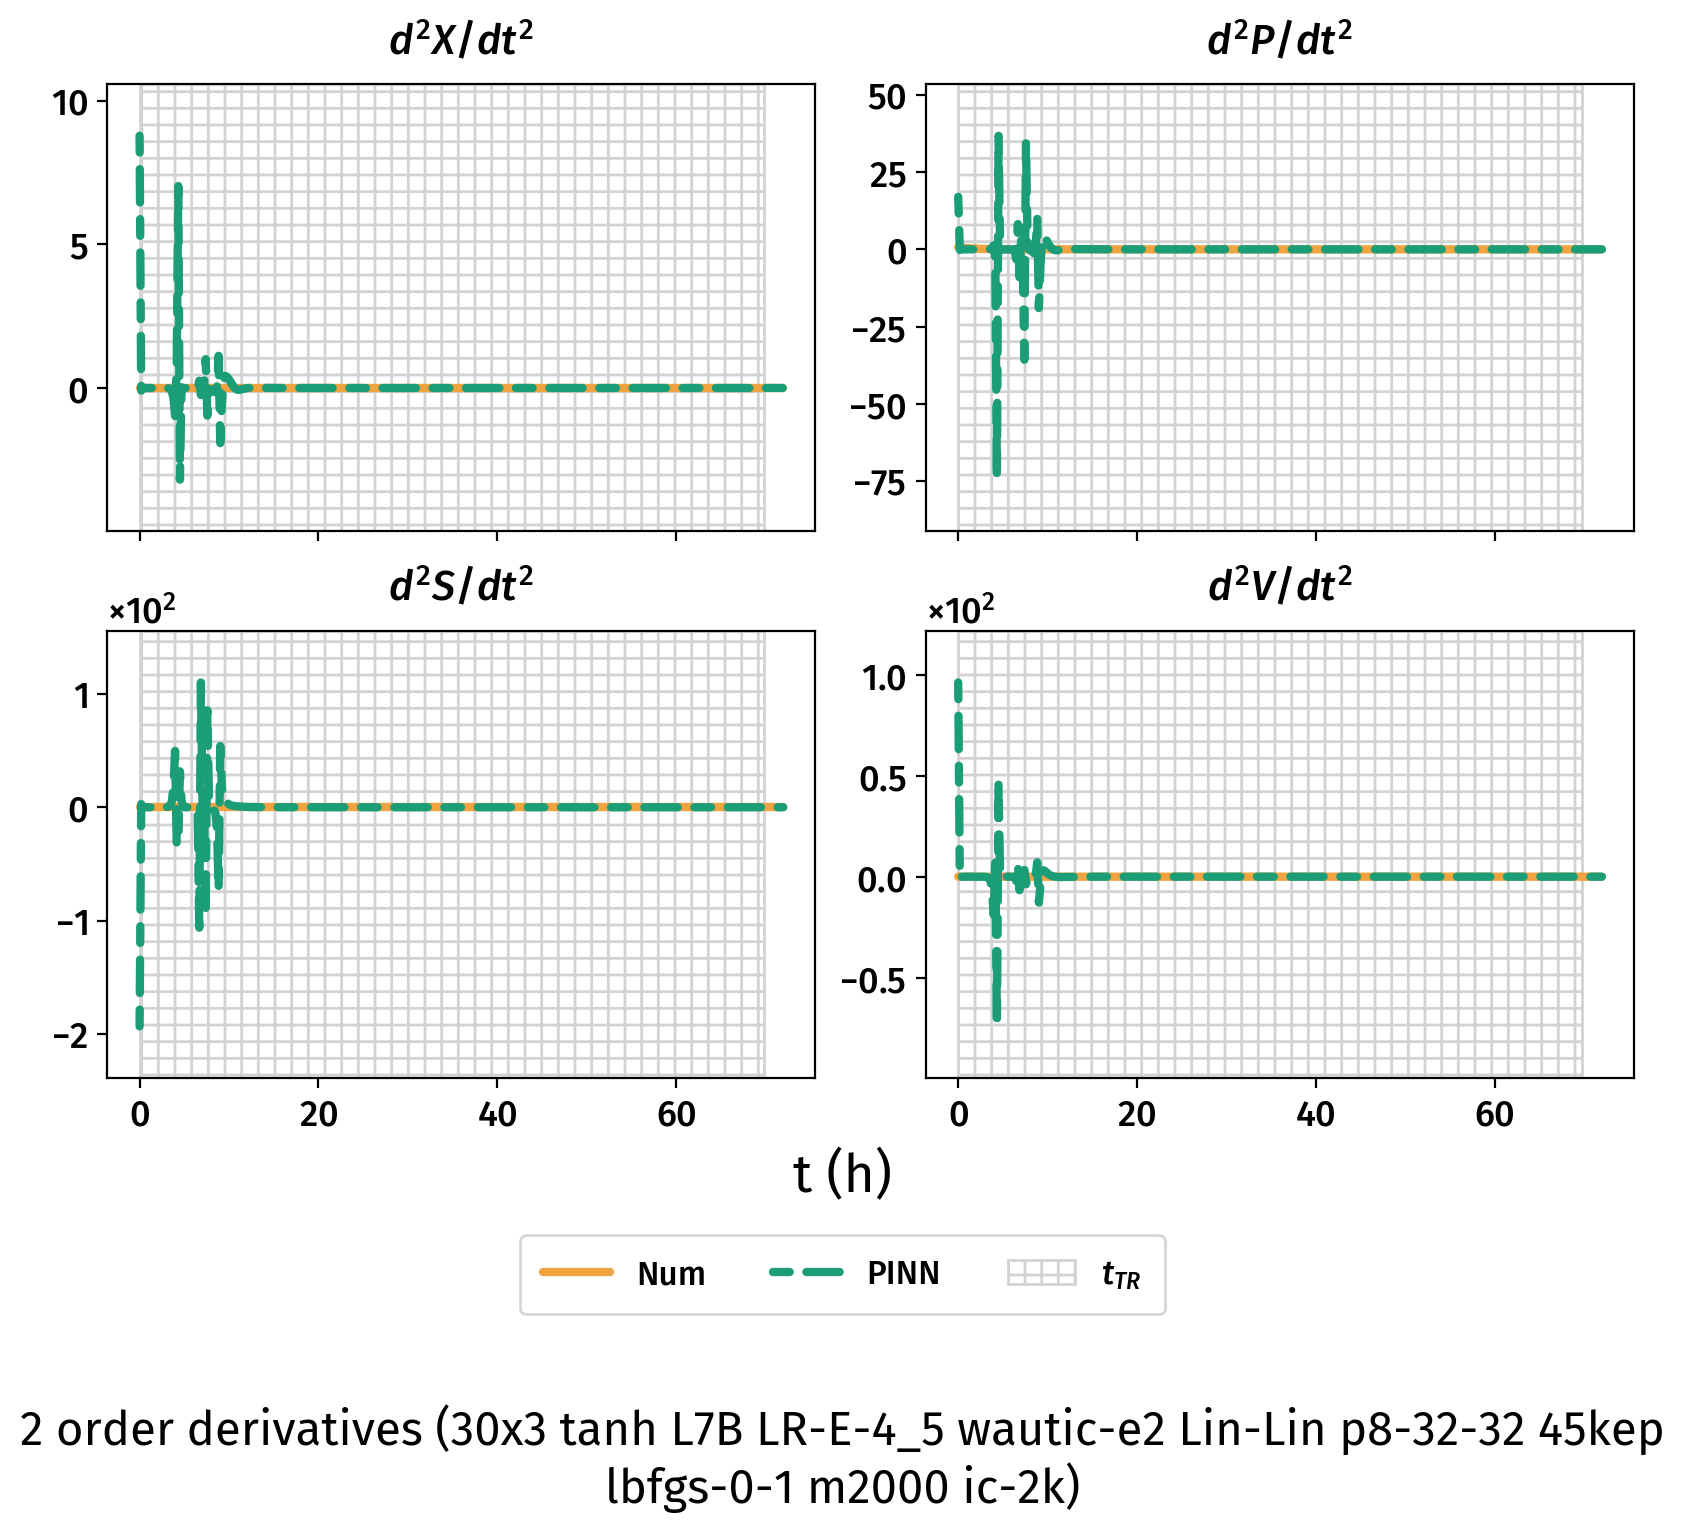 d²X/dt²
d²P/dt²
10
5
0
50
25
0
−25
−50
−75
d²S/dt²
d²V/dt²
×10²
×10²
1
0
−1
−2
1.0
0.5
0.0
−0.5
0 20 40 60
0 20 40 60
t (h)
Num PINN t_TR
2 order derivatives (30x3 tanh L7B LR-E-4_5 wautic-e2 Lin-Lin p8-32-32 45kep
lbfgs-0-1 m2000 ic-2k)